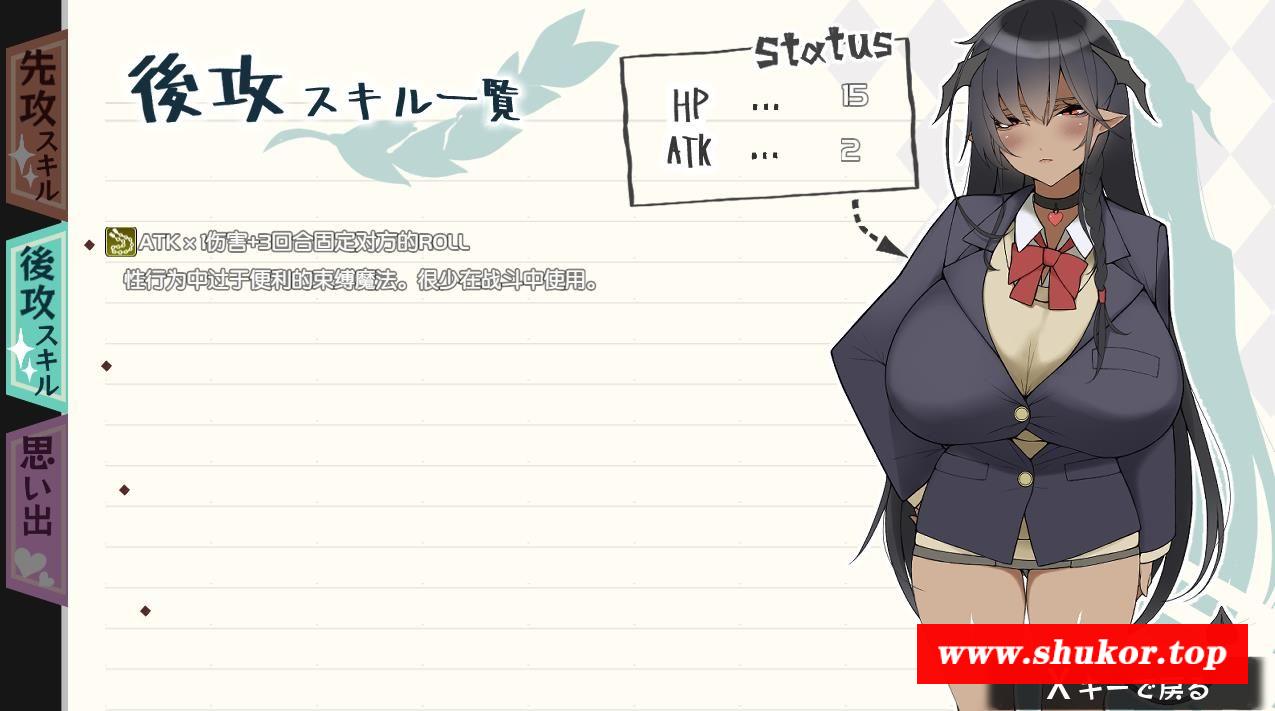 先攻スキル
後攻スキル
思い出
後攻スキル一覧
Status
HP ... 15
ATK ... 2
ATK×1伤害+3回合固定对方的ROLL
性行为中过于便利的束缚魔法。很少在战斗中使用。
www.shukor.top
X キーで戻る